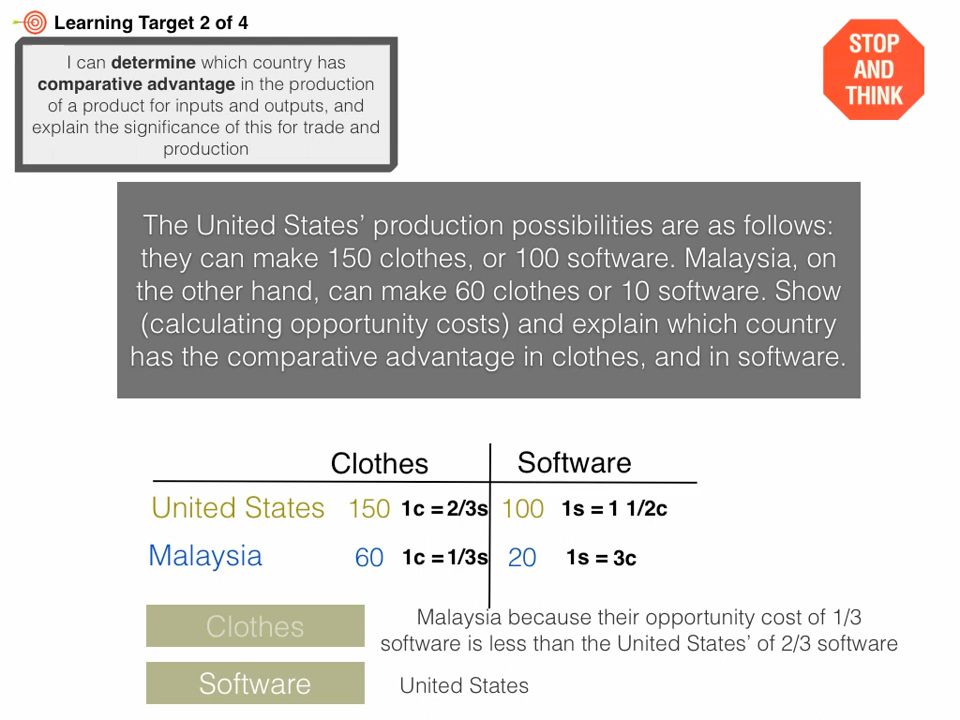 Learning Target 2 of 4
I can determine which country has
comparative advantage in the production
of a product for inputs and outputs, and
explain the significance of this for trade and
production
STOP
AND
THINK
The United States’ production possibilities are as follows:
they can make 150 clothes, or 100 software. Malaysia, on
the other hand, can make 60 clothes or 10 software. Show
(calculating opportunity costs) and explain which country
has the comparative advantage in clothes, and in software.
Clothes Software
United States 150 1c = 2/3s 100 1s = 1 1/2c
Malaysia 60 1c = 1/3s 20 1s = 3c
Clothes
Malaysia because their opportunity cost of 1/3
software is less than the United States’ of 2/3 software
Software United States